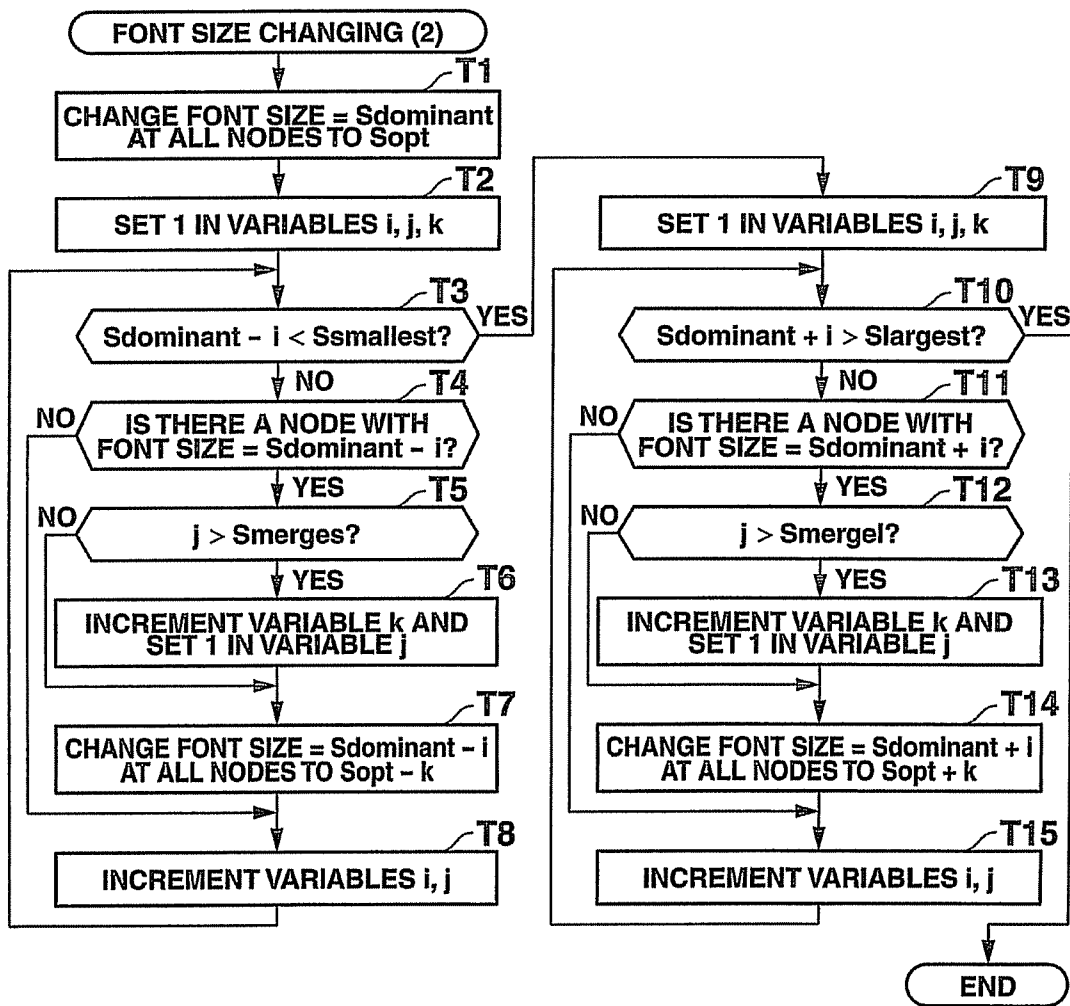 FONT SIZE CHANGING (2)
T1
CHANGE FONT SIZE = Sdominant
AT ALL NODES TO Sopt
T2
SET 1 IN VARIABLES i, j, k
T3
Sdominant – i < Ssmallest?
YES
NO
T4
IS THERE A NODE WITH
FONT SIZE = Sdominant – i?
NO
YES
T5
j > Smerges?
NO
YES
T6
INCREMENT VARIABLE k AND
SET 1 IN VARIABLE j
T7
CHANGE FONT SIZE = Sdominant – i
AT ALL NODES TO Sopt – k
T8
INCREMENT VARIABLES i, j
T9
SET 1 IN VARIABLES i, j, k
T10
Sdominant + i > Slargest?
YES
NO
T11
IS THERE A NODE WITH
FONT SIZE = Sdominant + i?
NO
YES
T12
j > Smergel?
NO
YES
T13
INCREMENT VARIABLE k AND
SET 1 IN VARIABLE j
T14
CHANGE FONT SIZE = Sdominant + i
AT ALL NODES TO Sopt + k
T15
INCREMENT VARIABLES i, j
END